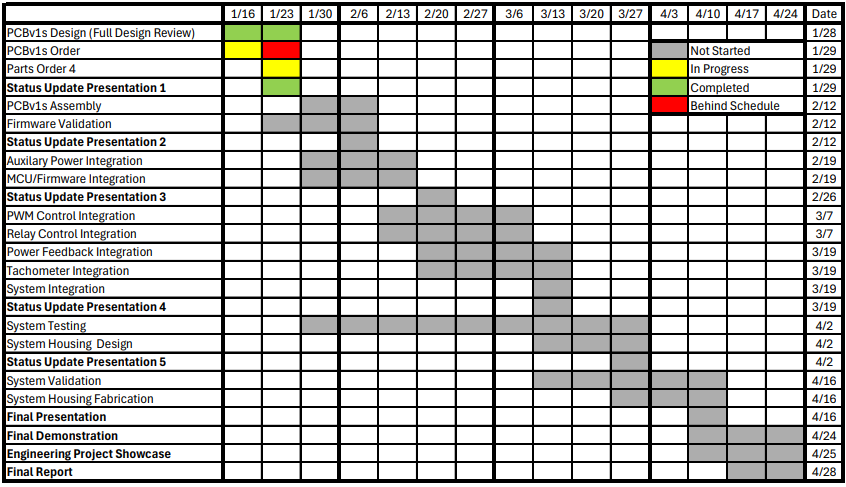 1/16 1/23 1/30 2/6 2/13 2/20 2/27 3/6 3/13 3/20 3/27 4/3 4/10 4/17 4/24 Date
PCBv1s Design (Full Design Review) 1/28
PCBv1s Order Not Started 1/29
Parts Order 4 In Progress 1/29
Status Update Presentation 1 Completed 1/29
PCBv1s Assembly Behind Schedule 2/12
Firmware Validation 2/12
Status Update Presentation 2 2/12
Auxilary Power Integration 2/19
MCU/Firmware Integration 2/19
Status Update Presentation 3 2/26
PWM Control Integration 3/7
Relay Control Integration 3/7
Power Feedback Integration 3/19
Tachometer Integration 3/19
System Integration 3/19
Status Update Presentation 4 3/19
System Testing 4/2
System Housing Design 4/2
Status Update Presentation 5 4/2
System Validation 4/16
System Housing Fabrication 4/16
Final Presentation 4/16
Final Demonstration 4/24
Engineering Project Showcase 4/25
Final Report 4/28